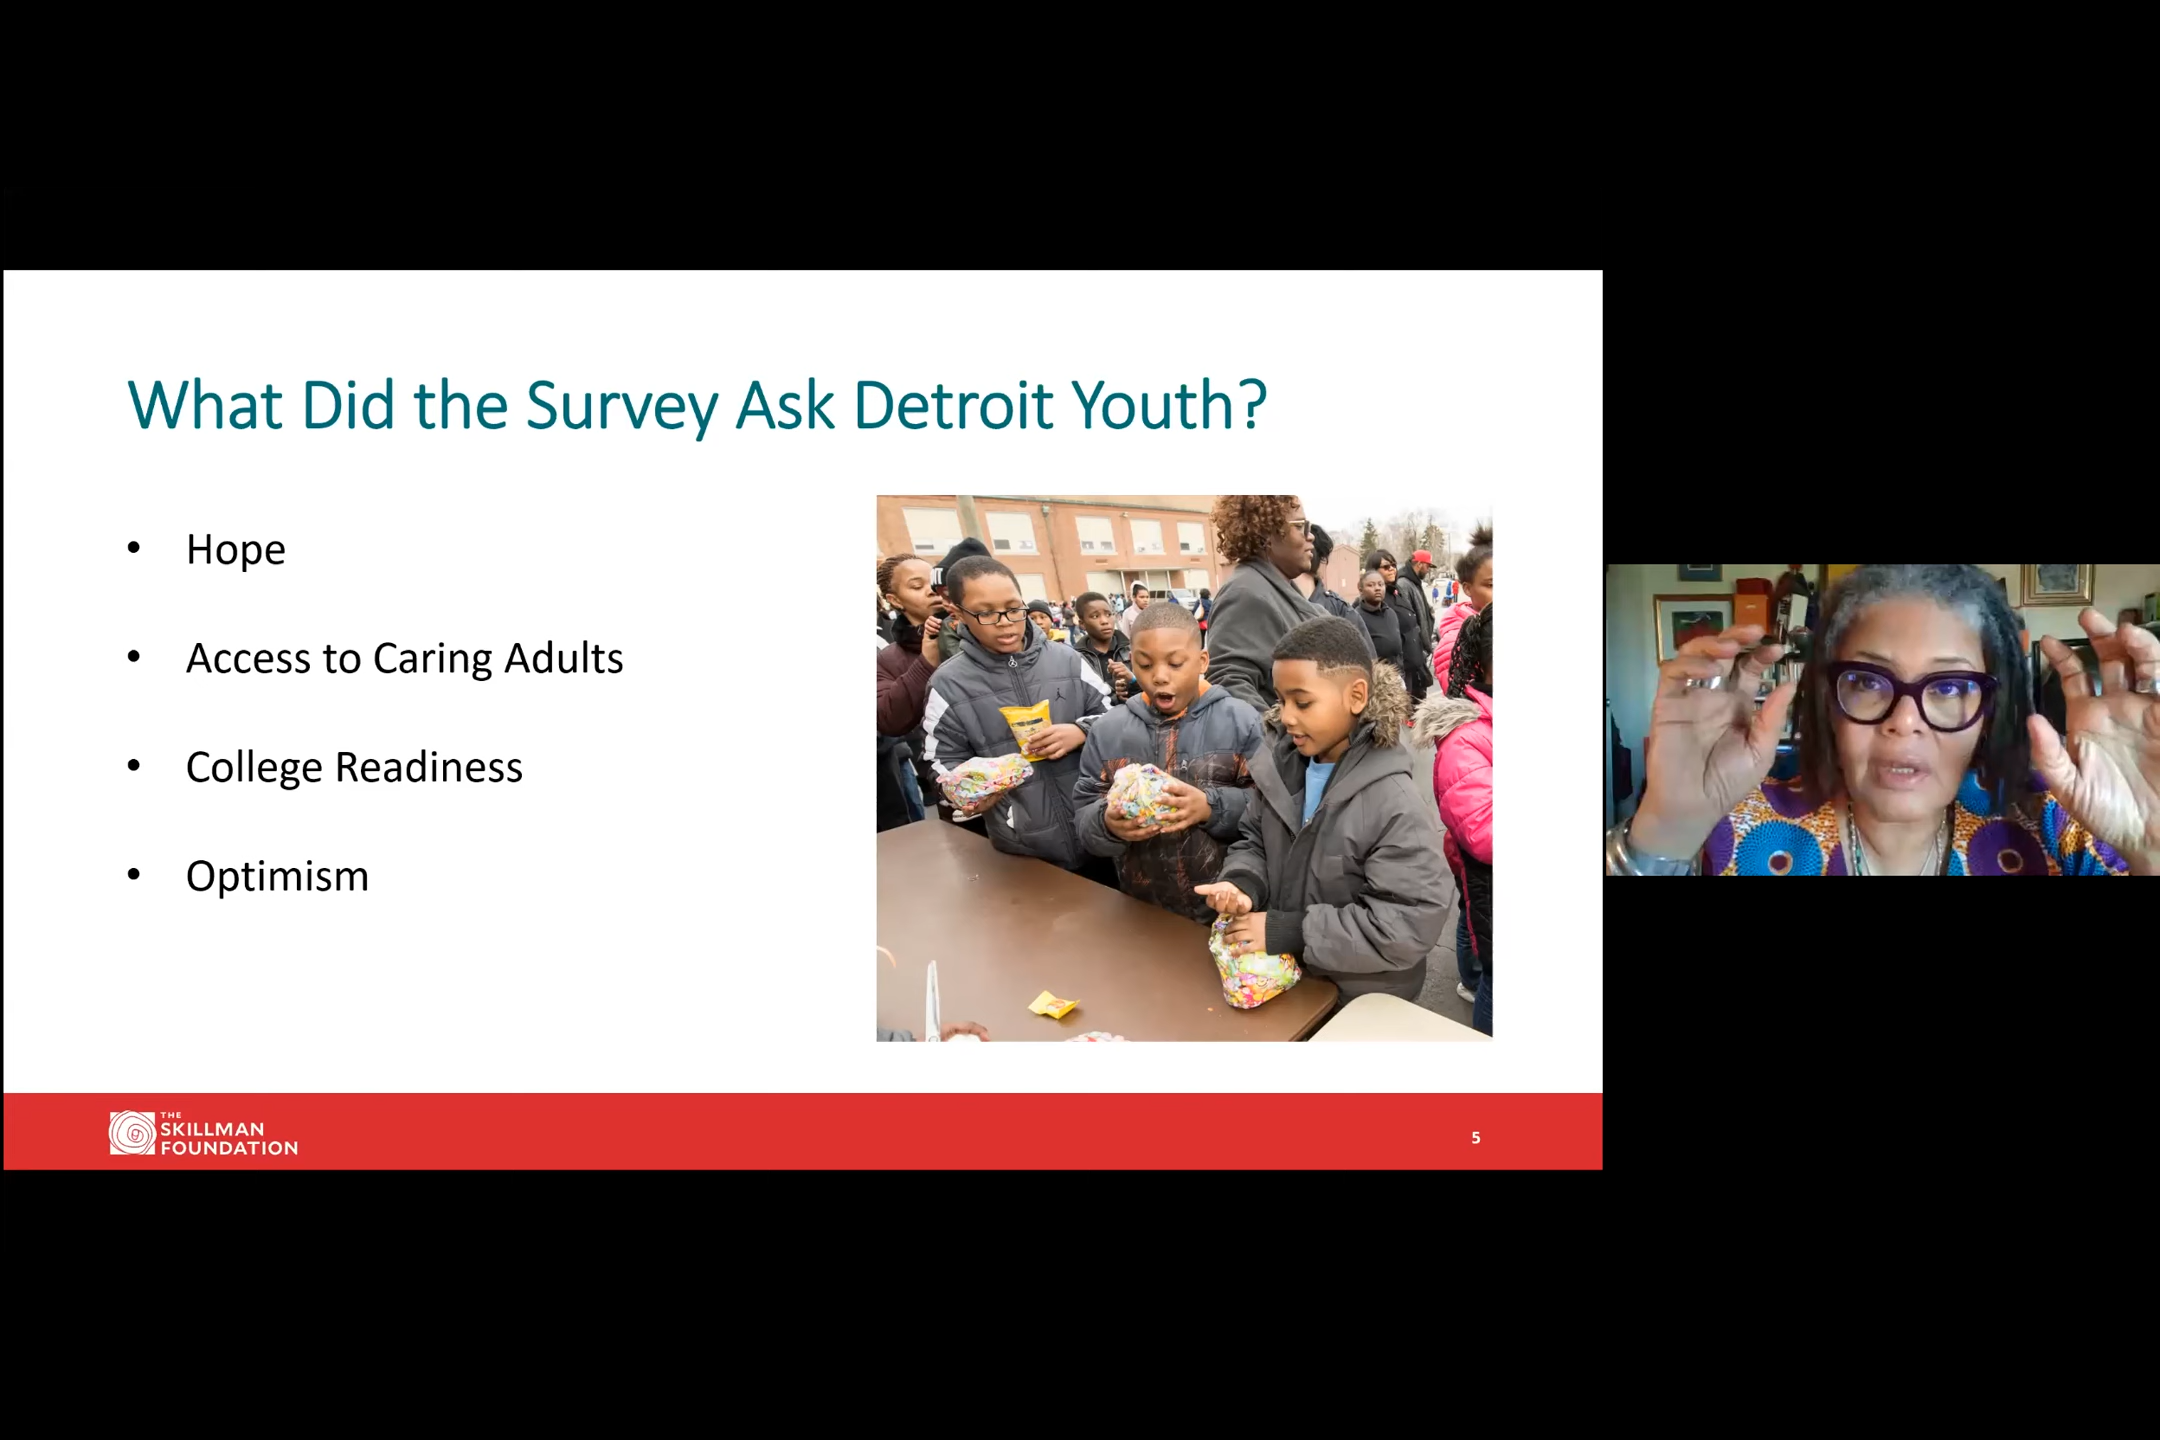 What Did the Survey Ask Detroit Youth?
• Hope
• Access to Caring Adults
• College Readiness
• Optimism
THE
SKILLMAN
FOUNDATION
5